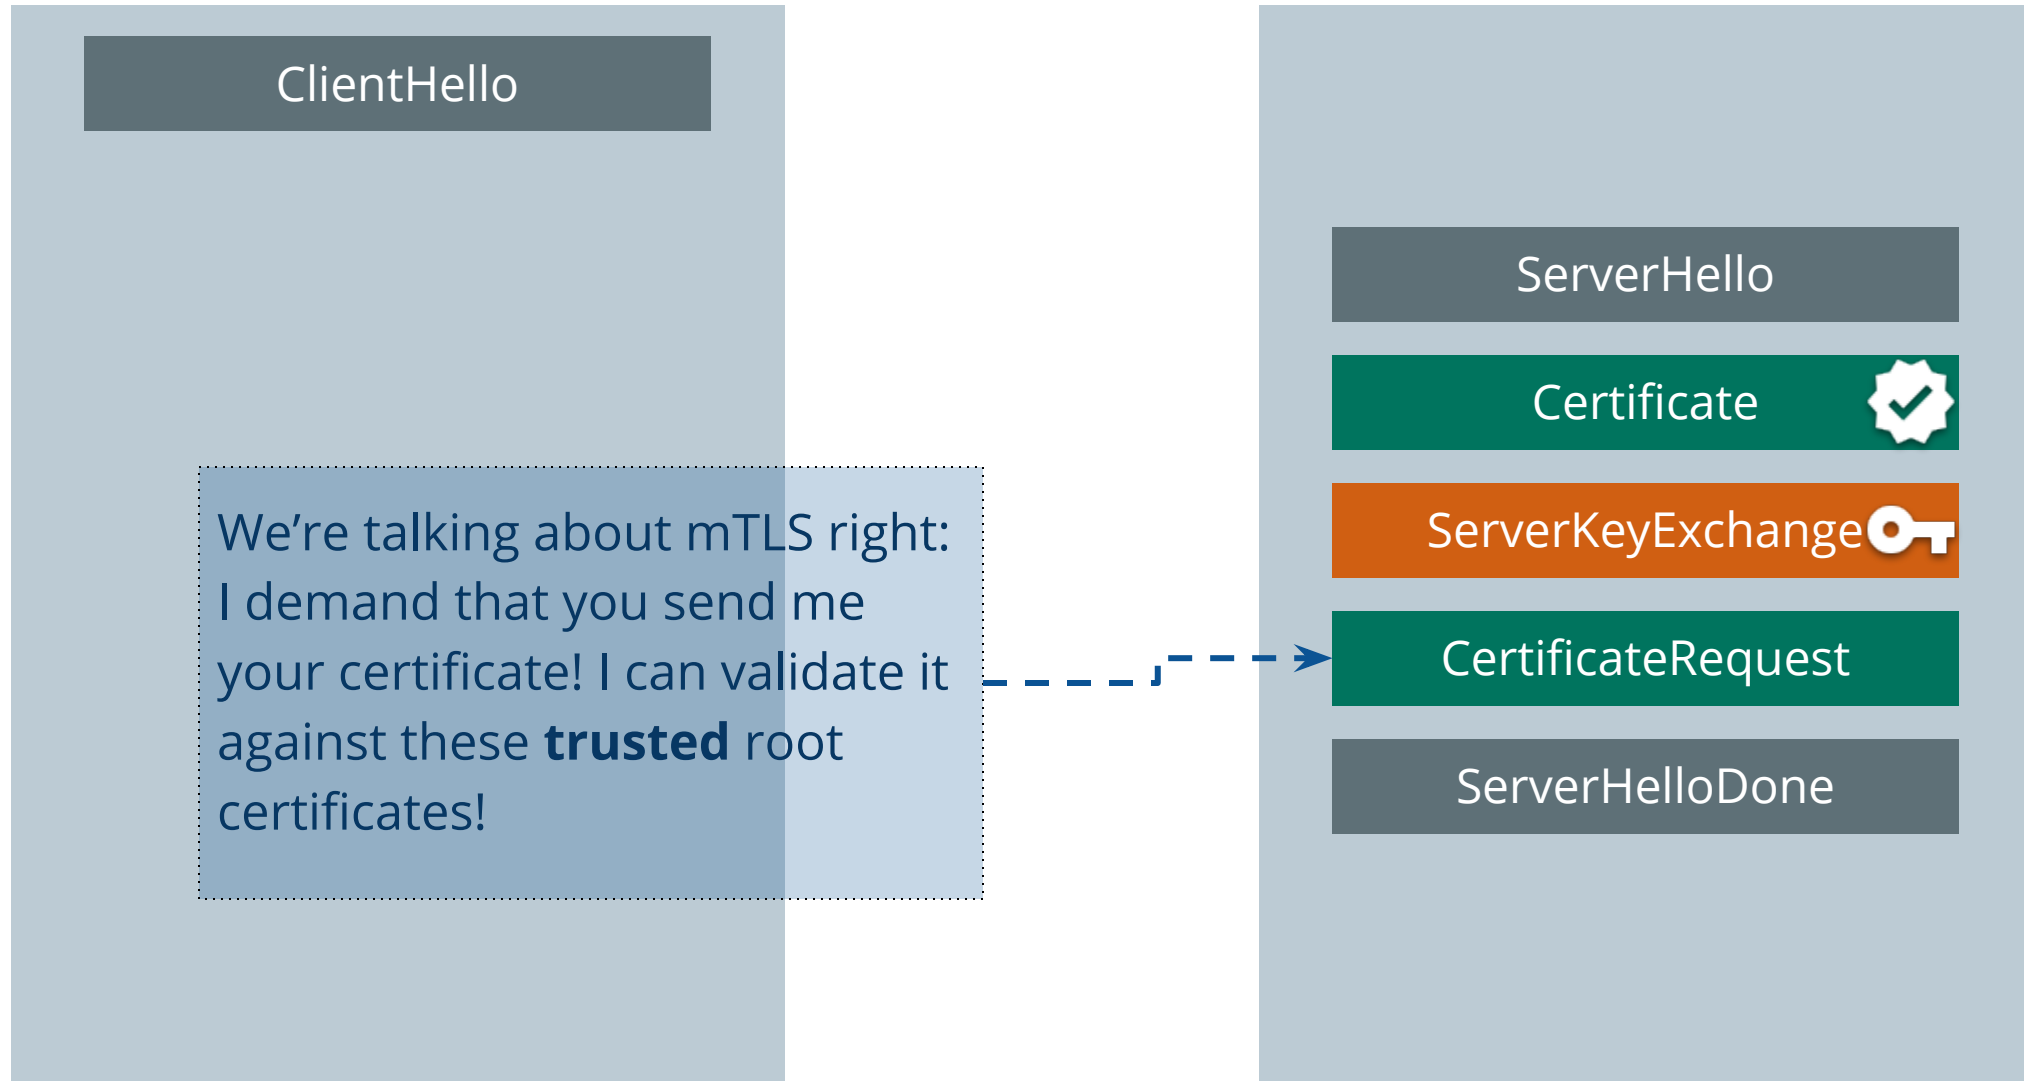 ClientHello
ServerHello
Certificate
ServerKeyExchange
We’re talking about mTLS right:
I demand that you send me
your certificate! I can validate it
against these trusted root
certificates!
CertificateRequest
ServerHelloDone